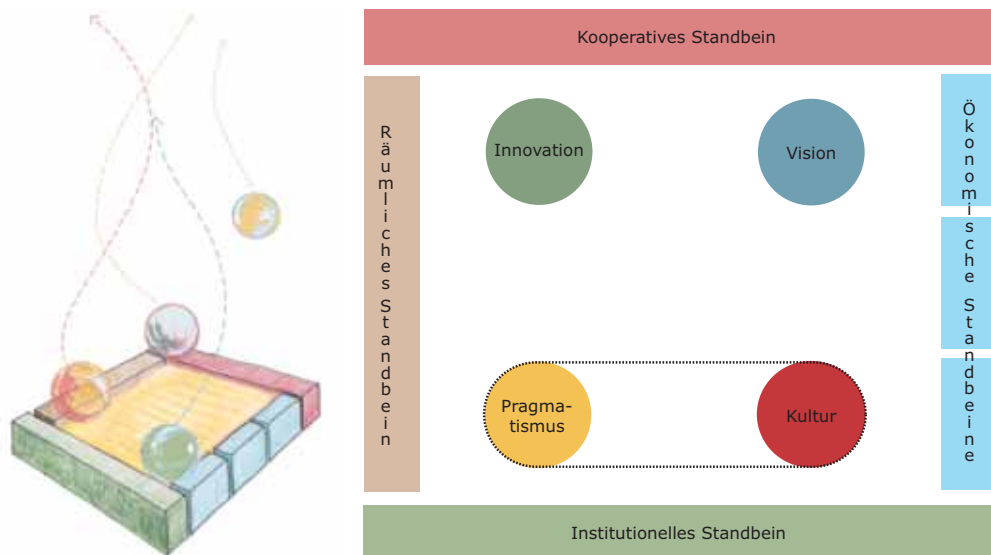 Kooperatives Standbein
Räumliches Standbein
Innovation
Vision
Ökonomische Standbeine
Pragma-
tismus
Kultur
Institutionelles Standbein